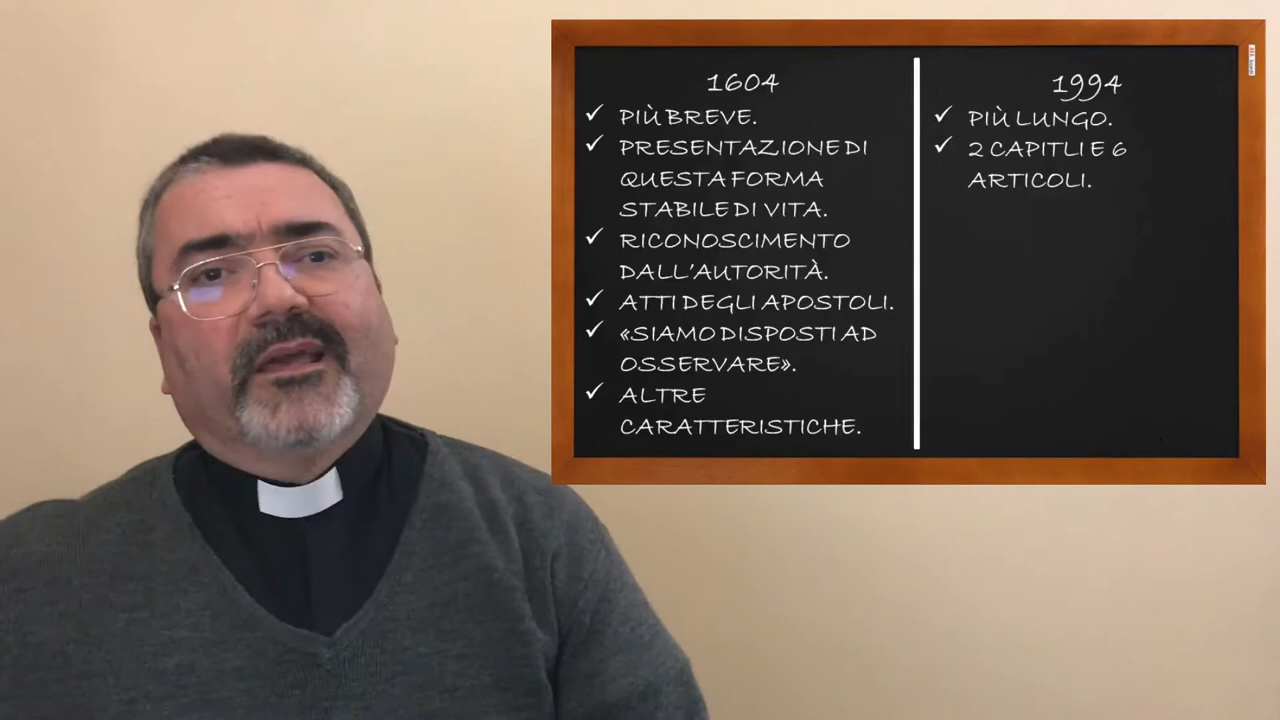 1604
PIÙ BREVE.
PRESENTAZIONE DI
QUESTA FORMA
STABILE DI VITA.
RICONOSCIMENTO
DALL'AUTORITÀ.
ATTI DEGLI APOSTOLI.
«SIAMO DISPOSTI AD
OSSERVARE».
ALTRE
CARATTERISTICHE.
1994
PIÙ LUNGO.
2 CAPITLI E 6
ARTICOLI.